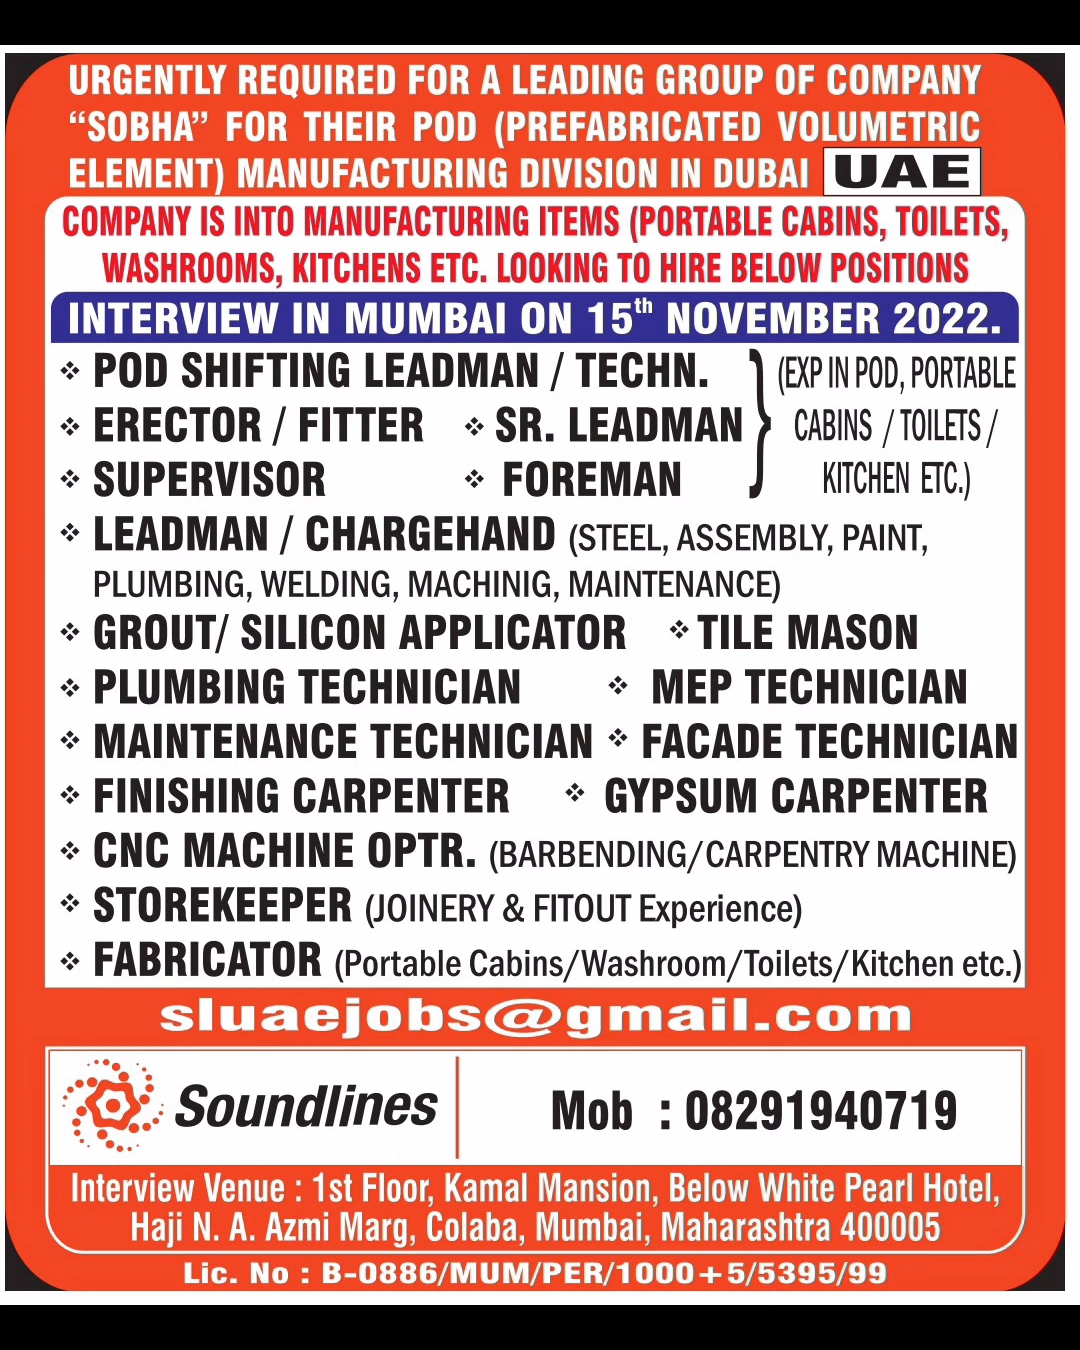 URGENTLY REQUIRED FOR A LEADING GROUP OF COMPANY
“SOBHA” FOR THEIR POD (PREFABRICATED VOLUMETRIC
ELEMENT) MANUFACTURING DIVISION IN DUBAI UAE
COMPANY IS INTO MANUFACTURING ITEMS (PORTABLE CABINS, TOILETS,
WASHROOMS, KITCHENS ETC. LOOKING TO HIRE BELOW POSITIONS
INTERVIEW IN MUMBAI ON 15th NOVEMBER 2022.
❖ POD SHIFTING LEADMAN / TECHN.
❖ ERECTOR / FITTER ❖ SR. LEADMAN
❖ SUPERVISOR ❖ FOREMAN
(EXP IN POD, PORTABLE
CABINS / TOILETS /
KITCHEN ETC.)
❖ LEADMAN / CHARGEHAND (STEEL, ASSEMBLY, PAINT,
PLUMBING, WELDING, MACHINIG, MAINTENANCE)
❖ GROUT/ SILICON APPLICATOR ❖ TILE MASON
❖ PLUMBING TECHNICIAN ❖ MEP TECHNICIAN
❖ MAINTENANCE TECHNICIAN ❖ FACADE TECHNICIAN
❖ FINISHING CARPENTER ❖ GYPSUM CARPENTER
❖ CNC MACHINE OPTR. (BARBENDING/CARPENTRY MACHINE)
❖ STOREKEEPER (JOINERY & FITOUT Experience)
❖ FABRICATOR (Portable Cabins/Washroom/Toilets/Kitchen etc.)
sluaejobs@gmail.com
Soundlines
Mob : 08291940719
Interview Venue : 1st Floor, Kamal Mansion, Below White Pearl Hotel,
Haji N. A. Azmi Marg, Colaba, Mumbai, Maharashtra 400005
Lic. No : B-0886/MUM/PER/1000+5/5395/99